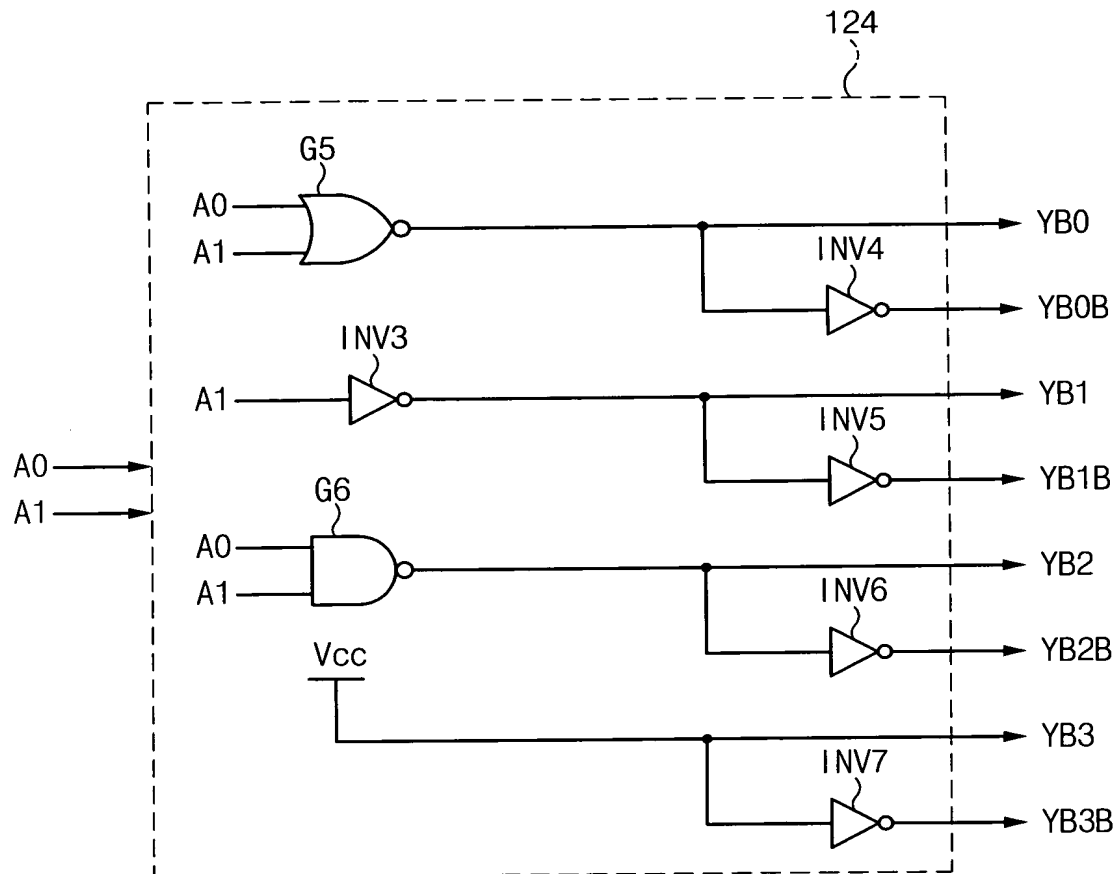 124
G5
A0
A1
YB0
INV4
YB0B
INV3
A1
YB1
INV5
YB1B
A0
A1
G6
A0
A1
YB2
INV6
YB2B
Vcc
YB3
INV7
YB3B